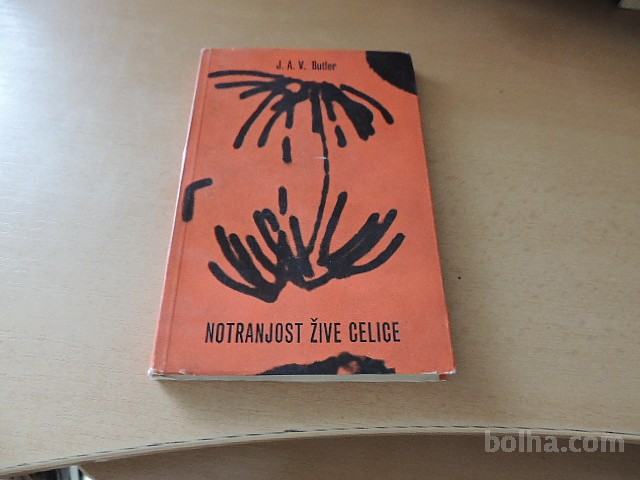 J. A. V. Butler
NOTRANJOST ŽIVE CELICE
bolha.com